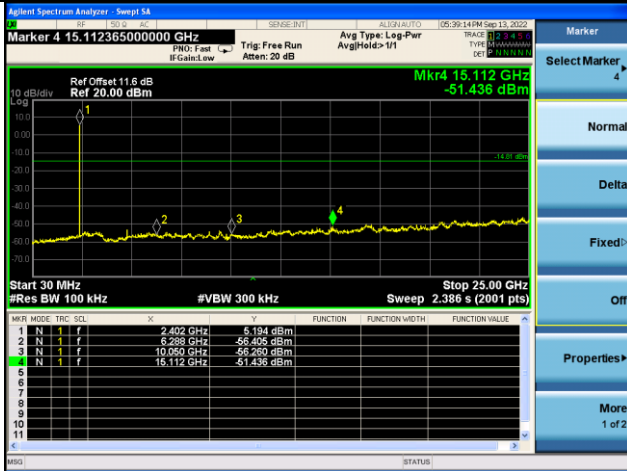 Agilent Spectrum Analyzer - Swept SA
RF 50 Ω AC SENSE:INT ALIGN AUTO 05:39:14 PM Sep 13, 2022
Marker 4 15.112365000000 GHz
PNO: Fast
IFGain:Low
Trig: Free Run
Atten: 20 dB
Avg Type: Log-Pwr
Avg|Hold:>1/1
TRACE 1 2 3 4 5 6
TYPE M
DET P N N N N N
Ref Offset 11.6 dB
10 dB/div Ref 20.00 dBm
Log
Mkr4 15.112 GHz
-51.436 dBm
10.0
0.00
-10.0
-20.0
-30.0
-40.0
-50.0
-60.0
-70.0
1
2
3
4
-14.81 dBm
Start 30 MHz Stop 25.00 GHz
#Res BW 100 kHz #VBW 300 kHz Sweep 2.386 s (2001 pts)
MKR MODE TRC SCL X Y FUNCTION FUNCTION WIDTH FUNCTION VALUE
1 N 1 f 2.402 GHz 5.194 dBm
2 N 1 f 6.288 GHz -56.405 dBm
3 N 1 f 10.050 GHz -56.260 dBm
4 N 1 f 15.112 GHz -51.436 dBm
5
6
7
8
9
10
11
MSG STATUS
Marker
Select Marker
4
Normal
Delta
Fixed
Off
Properties
More
1 of 2